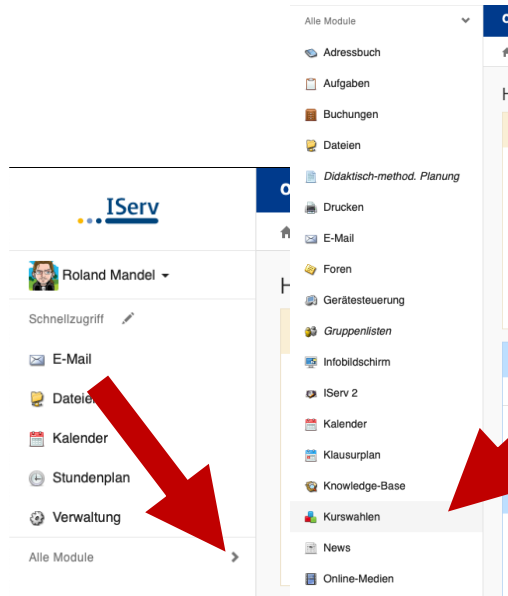 IServ
Roland Mandel
Schnellzugriff
E-Mail
Dateien
Kalender
Stundenplan
Verwaltung
Alle Module
Alle Module
Adressbuch
Aufgaben
Buchungen
Dateien
Didaktisch-method. Planung
Drucken
E-Mail
Foren
Gerätesteuerung
Gruppenlisten
Infobildschirm
IServ 2
Kalender
Klausurplan
Knowledge-Base
Kurswahlen
News
Online-Medien